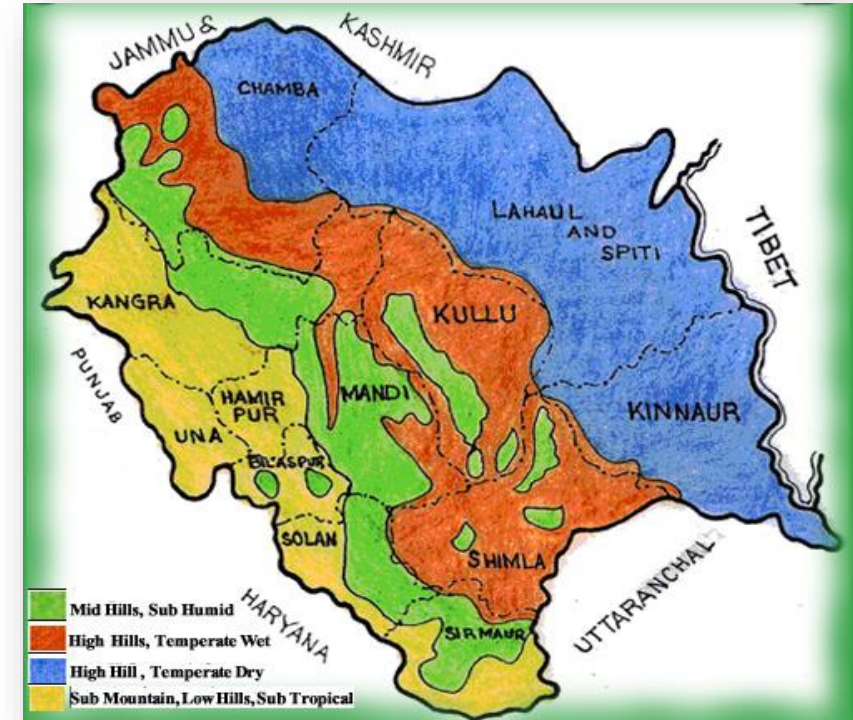 JAMMU &
KASHMIR
CHAMBA
LAHAUL
AND
SPITI
TIBET
KANGRA
KULLU
PUNJAB
HAMIR
PUR
MANDI
KINNAUR
UNA
BILASPUR
SOLAN
SHIMLA
HARYANA
UTTARANCHAL
SIRMAUR
Mid Hills, Sub Humid
High Hills, Temperate Wet
High Hill , Temperate Dry
Sub Mountain, Low Hills, Sub Tropical